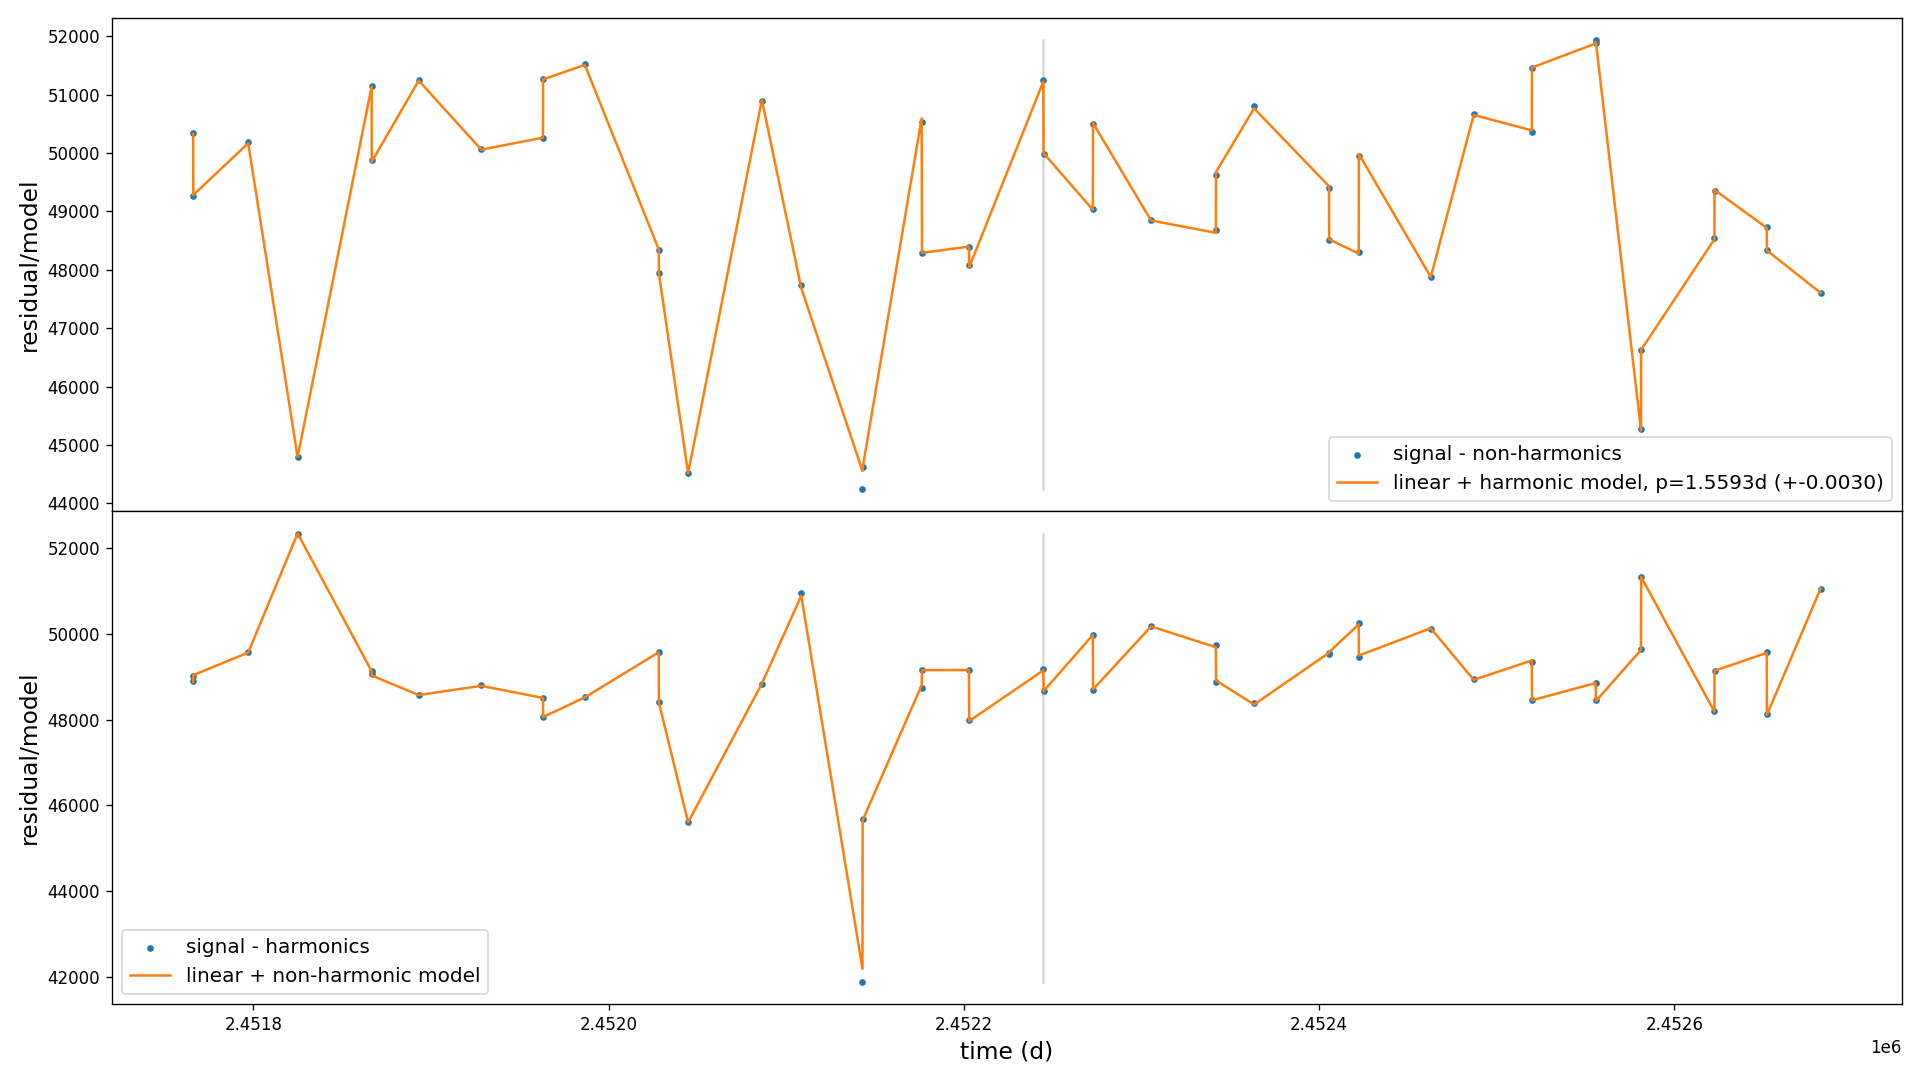 52000
51000
50000
49000
48000
47000
46000
45000
44000
residual/model
signal - non-harmonics
linear + harmonic model, p=1.5593d (+-0.0030)
52000
50000
48000
46000
44000
42000
residual/model
signal - harmonics
linear + non-harmonic model
2.4518
2.4520
2.4522
2.4524
2.4526
1e6
time (d)